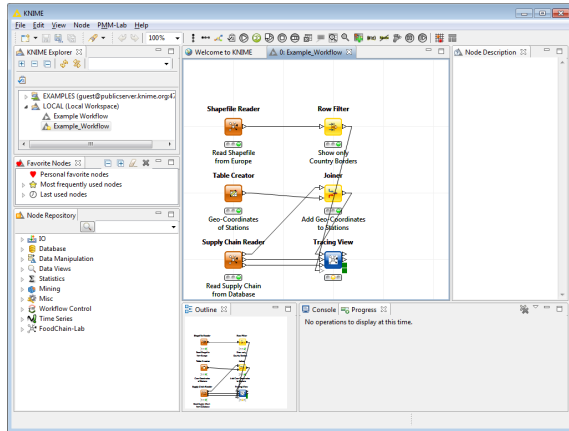 KNIME
File Edit View Node PMM-Lab Help
100%
KNIME Explorer
EXAMPLES (guest@publicserver.knime.org:47
LOCAL (Local Workspace)
Example Workflow
Example_Workflow
Favorite Nodes
Personal favorite nodes
Most frequently used nodes
Last used nodes
Node Repository
IO
Database
Data Manipulation
Data Views
Statistics
Mining
Misc
Workflow Control
Time Series
FoodChain-Lab
Welcome to KNIME
0: Example_Workflow
Shapefile Reader
Row Filter
Read Shapefile
from Europe
Show only
Country Borders
Table Creator
Joiner
Geo-Coordinates
of Stations
Add Geo-Coordinates
to Stations
Supply Chain Reader
Tracing View
Read Supply Chain
from Database
Node Description
Outline
Console
Progress
No operations to display at this time.